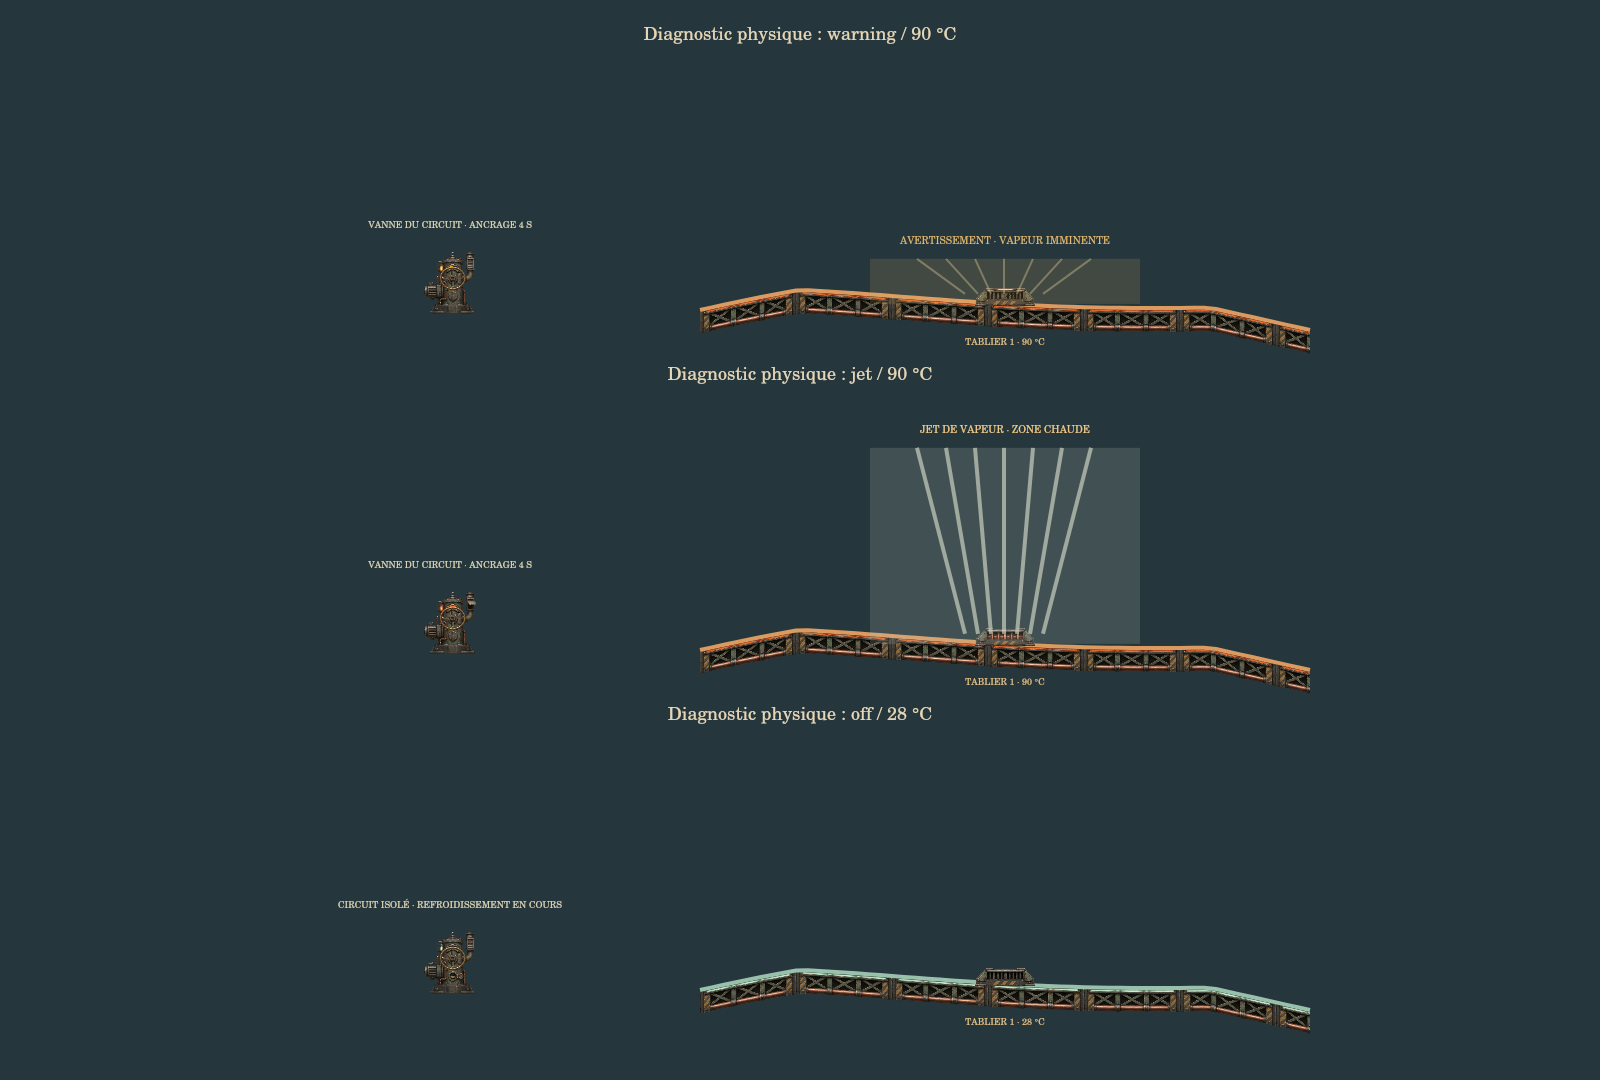 Diagnostic physique : warning / 90 °C
VANNE DU CIRCUIT · ANCRAGE 4 S
AVERTISSEMENT · VAPEUR IMMINENTE
TABLIER 1 · 90 °C
Diagnostic physique : jet / 90 °C
JET DE VAPEUR · ZONE CHAUDE
VANNE DU CIRCUIT · ANCRAGE 4 S
TABLIER 1 · 90 °C
Diagnostic physique : off / 28 °C
CIRCUIT ISOLÉ · REFROIDISSEMENT EN COURS
TABLIER 1 · 28 °C